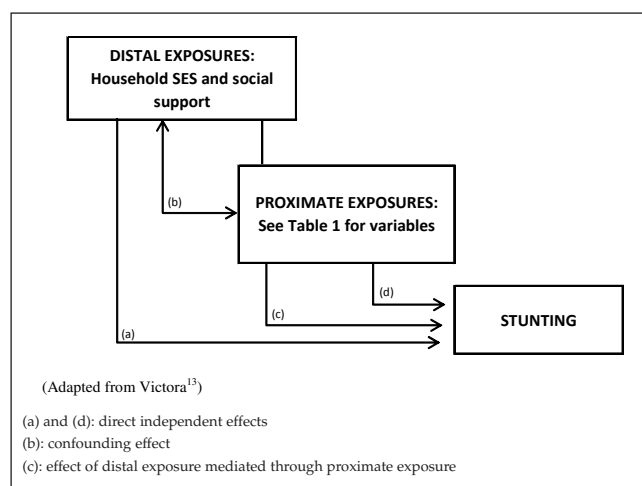 DISTAL EXPOSURES:
Household SES and social
support
(b)
PROXIMATE EXPOSURES:
See Table 1 for variables
(d)
(c)
STUNTING
(a)
(Adapted from Victora¹³)
(a) and (d): direct independent effects
(b): confounding effect
(c): effect of distal exposure mediated through proximate exposure